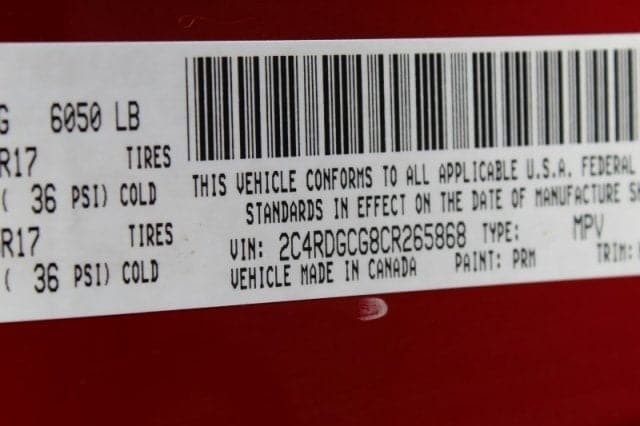 G 6050 LB
R17 TIRES
( 36 PSI) COLD
R17 TIRES
( 36 PSI) COLD
THIS VEHICLE CONFORMS TO ALL APPLICABLE U.S.A. FEDERAL
STANDARDS IN EFFECT ON THE DATE OF MANUFACTURE S
VIN: 2C4RDGCG8CR265868 TYPE: MPV
VEHICLE MADE IN CANADA PAINT: PRM TRIM: